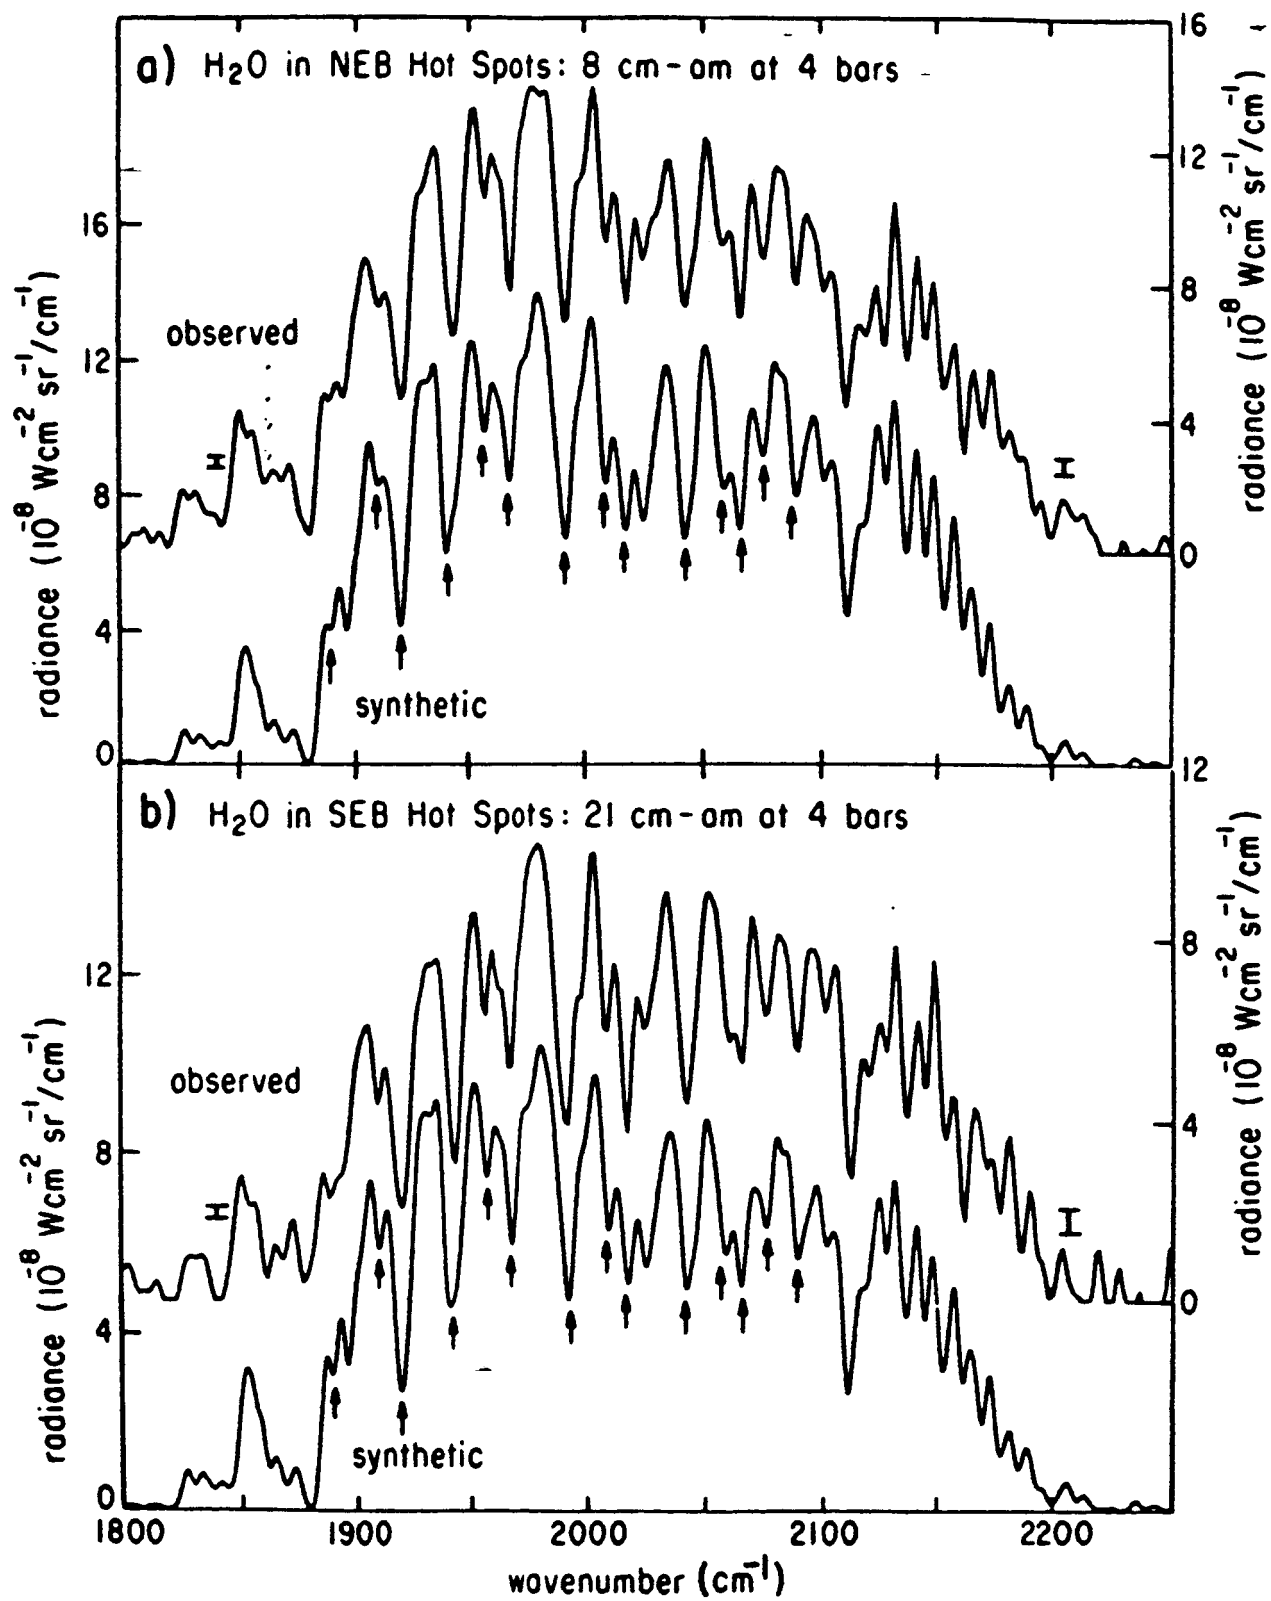 a) H₂O in NEB Hot Spots: 8 cm-am at 4 bars
16
12
8
4
0
radiance (10⁻⁸ Wcm⁻² sr⁻¹/cm⁻¹)
16
12
8
4
0
radiance (10⁻⁸ Wcm⁻² sr⁻¹/cm⁻¹)
observed
synthetic
b) H₂O in SEB Hot Spots: 21 cm-am at 4 bars
12
8
4
0
radiance (10⁻⁸ Wcm⁻² sr⁻¹/cm⁻¹)
12
8
4
0
radiance (10⁻⁸ Wcm⁻² sr⁻¹/cm⁻¹)
observed
synthetic
1800 1900 2000 2100 2200
wavenumber (cm⁻¹)